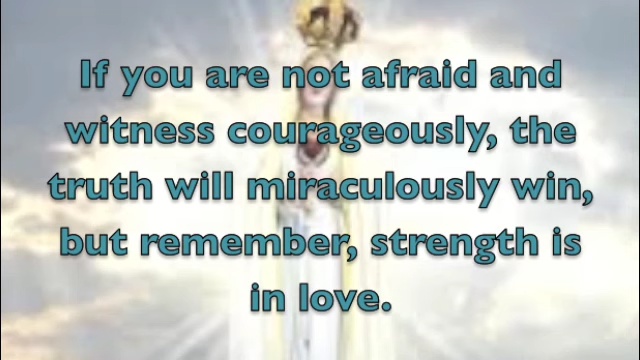 If you are not afraid and
witness courageously, the
truth will miraculously win,
but remember, strength is
in love.